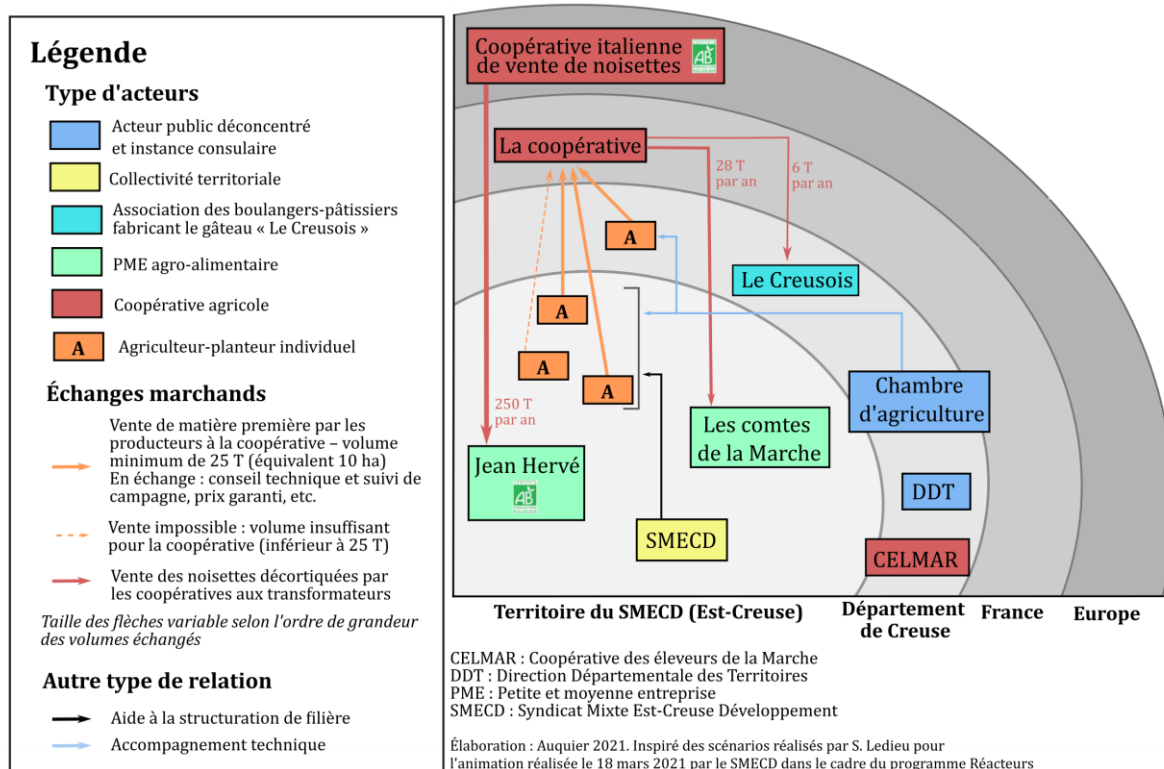 Légende
Type d'acteurs
Acteur public déconcentré
et instance consulaire
Collectivité territoriale
Association des boulangers-pâtissiers
fabricant le gâteau « Le Creusois »
PME agro-alimentaire
Coopérative agricole
A
Agriculteur-planteur individuel
Échanges marchands
Vente de matière première par les
producteurs à la coopérative – volume
minimum de 25 T (équivalent 10 ha)
En échange : conseil technique et suivi de
campagne, prix garanti, etc.
Vente impossible : volume insuffisant
pour la coopérative (inférieur à 25 T)
Vente des noisettes décortiquées par
les coopératives aux transformateurs
Taille des flèches variable selon l'ordre de grandeur
des volumes échangés
Autre type de relation
Aide à la structuration de filière
Accompagnement technique
Coopérative italienne
de vente de noisettes
AB
La coopérative
28 T
par an
6 T
par an
A
Le Creusois
A
A
A
Chambre
d'agriculture
250 T
par an
Les comtes
de la Marche
Jean Hervé
AB
DDT
SMECD
CELMAR
Territoire du SMECD (Est-Creuse)
Département
de Creuse
France
Europe
CELMAR : Coopérative des éleveurs de la Marche
DDT : Direction Départementale des Territoires
PME : Petite et moyenne entreprise
SMECD : Syndicat Mixte Est-Creuse Développement
Élaboration : Auquier 2021. Inspiré des scénarios réalisés par S. Ledieu pour
l'animation réalisée le 18 mars 2021 par le SMECD dans le cadre du programme Réacteurs